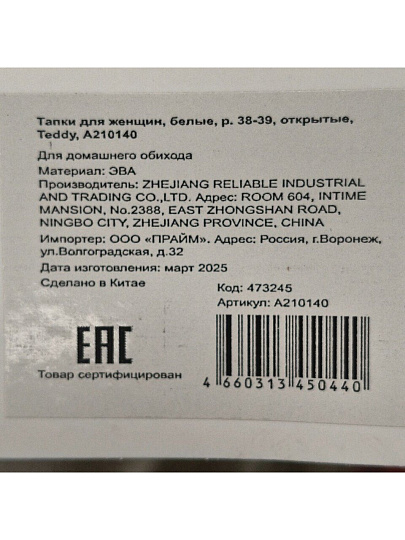 Тапки для женщин, белые, р. 38-39, открытые,
Teddy, A210140
Для домашнего обихода
Материал: ЭВА
Производитель: ZHEJIANG RELIABLE INDUSTRIAL
AND TRADING CO.,LTD. Адрес: ROOM 604, INTIME
MANSION, No.2388, EAST ZHONGSHAN ROAD,
NINGBO CITY, ZHEJIANG PROVINCE, CHINA
Импортер: ООО «ПРАЙМ». Адрес: Россия, г.Воронеж,
ул.Волгоградская, д.32
Дата изготовления: март 2025
Сделано в Китае
Код: 473245
Артикул: A210140
EAC
Товар сертифицирован
4 660313 450440